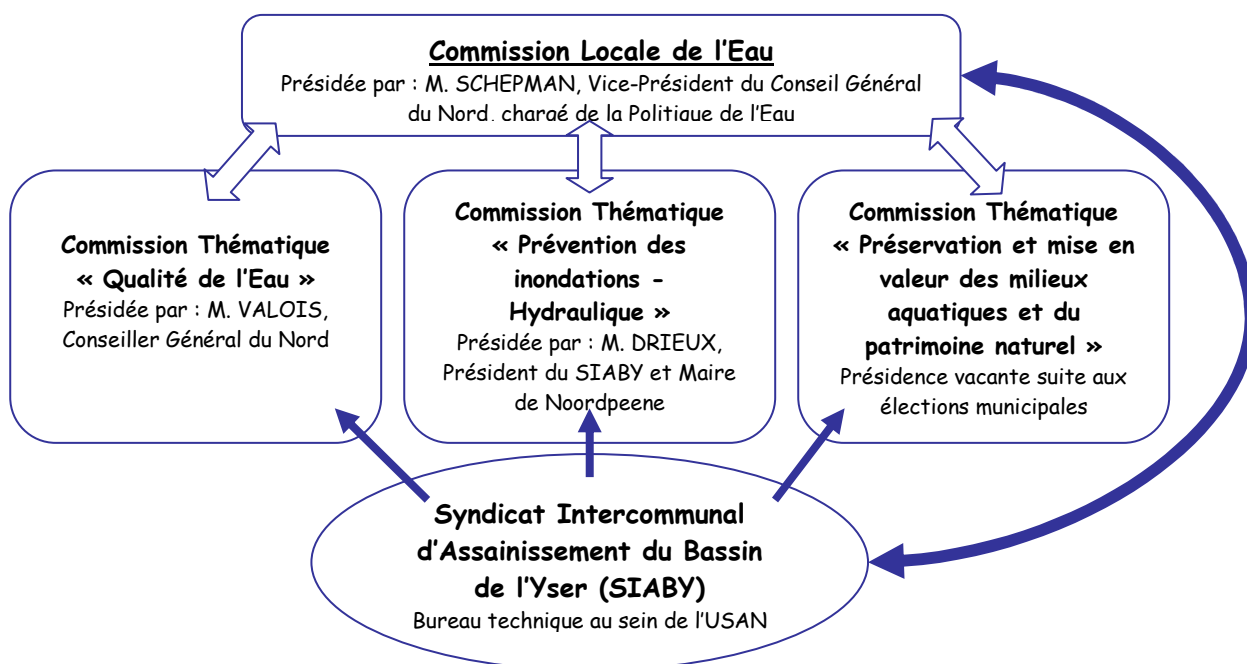 Commission Locale de l'Eau
Présidée par : M. SCHEPMAN, Vice-Président du Conseil Général
du Nord, chargé de la Politique de l'Eau
Commission Thématique
« Qualité de l'Eau »
Présidée par : M. VALOIS,
Conseiller Général du Nord
Commission Thématique
« Prévention des
inondations -
Hydraulique »
Présidée par : M. DRIEUX,
Président du SIABY et Maire
de Noordpeene
Commission Thématique
« Préservation et mise en
valeur des milieux
aquatiques et du
patrimoine naturel »
Présidence vacante suite aux
élections municipales
Syndicat Intercommunal
d'Assainissement du Bassin
de l'Yser (SIABY)
Bureau technique au sein de l'USAN